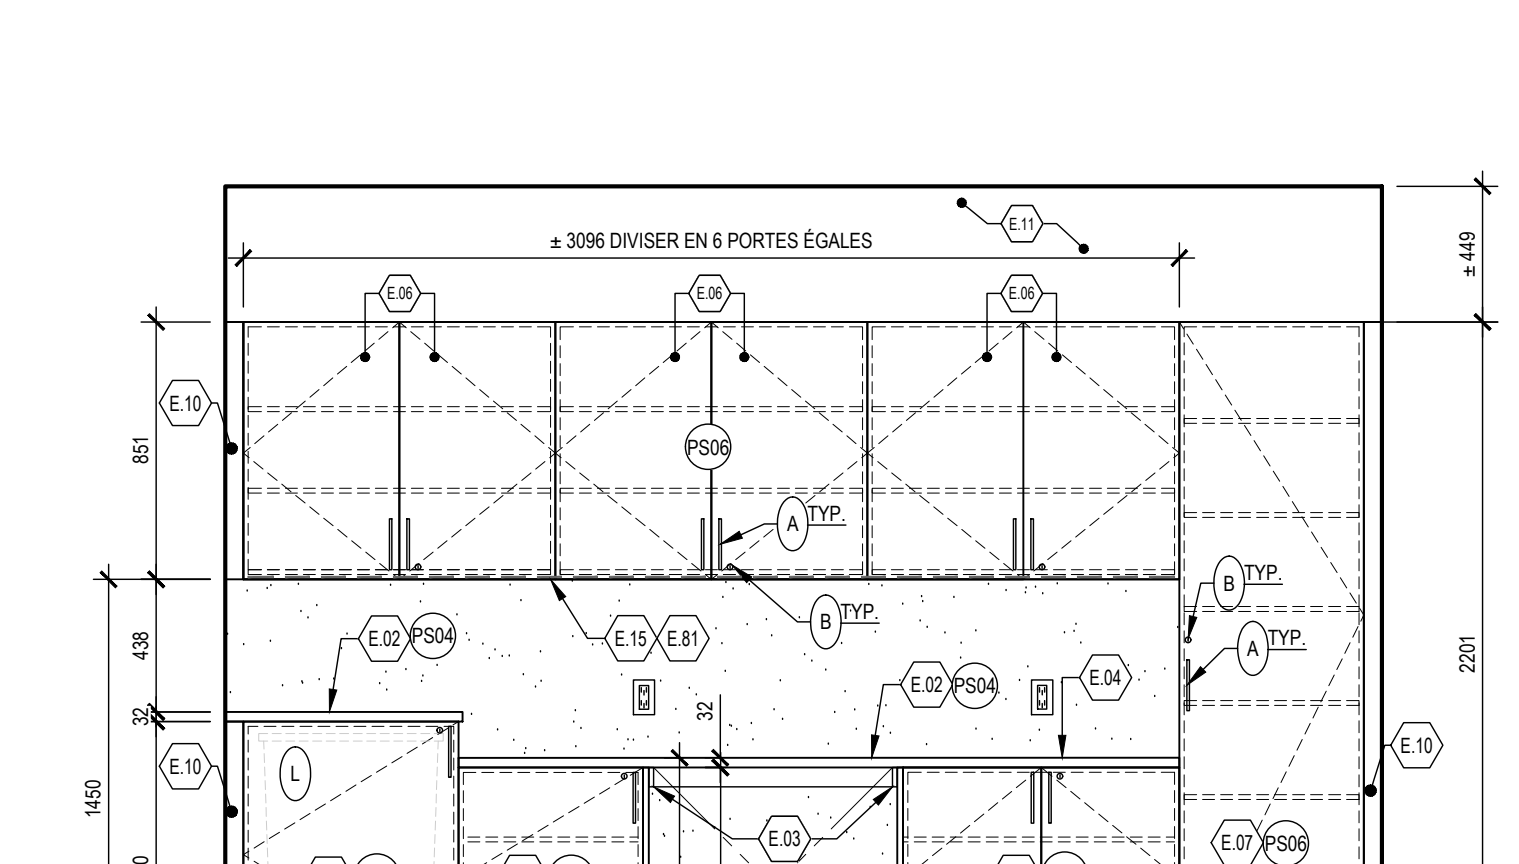 E.11
± 3096 DIVISER EN 6 PORTES ÉGALES
± 449
E.06
E.06
E.06
E.10
851
PS06
A
TYP.
B
TYP.
B
TYP.
A
TYP.
438
E.02
PS04
E.15
E.81
E.02
PS04
E.04
2201
32
32
E.10
L
E.10
1450
E.03
E.07
PS06
0